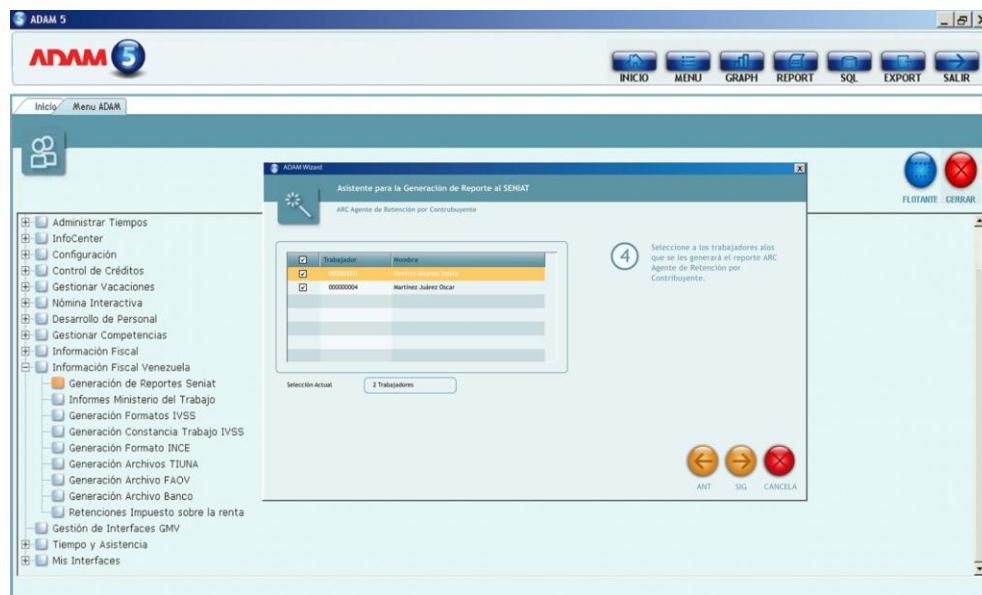 ADAM 5
ADAM 5
INICIO MENU GRAPH REPORT SQL EXPORT SALIR
Inicio Menu ADAM
FLOTANTE CERRAR
Administrar Tiempos
InfoCenter
Configuración
Control de Créditos
Gestionar Vacaciones
Nómina Interactiva
Desarrollo de Personal
Gestionar Competencias
Información Fiscal
Información Fiscal Venezuela
Generación de Reportes Seniat
Informes Ministerio del Trabajo
Generación Formatos IVSS
Generación Constancia Trabajo IVSS
Generación Formato INCE
Generación Archivos TIUNA
Generación Archivo FAOV
Generación Archivo Banco
Retenciones Impuesto sobre la renta
Gestión de Interfaces GMV
Tiempo y Asistencia
Mis Interfaces
ADAM Wizard
Asistente para la Generación de Reporte al SENIAT
ARC Agente de Retención por Contrubuyente
Trabajador Nombre
000000004 Martínez Juárez Oscar
Selección Actual 2 Trabajadores
4
Seleccione a los trabajadores alos
que se les generará el reporte ARC
Agente de Retención por
Contribuyente.
ANT SIG CANCELA